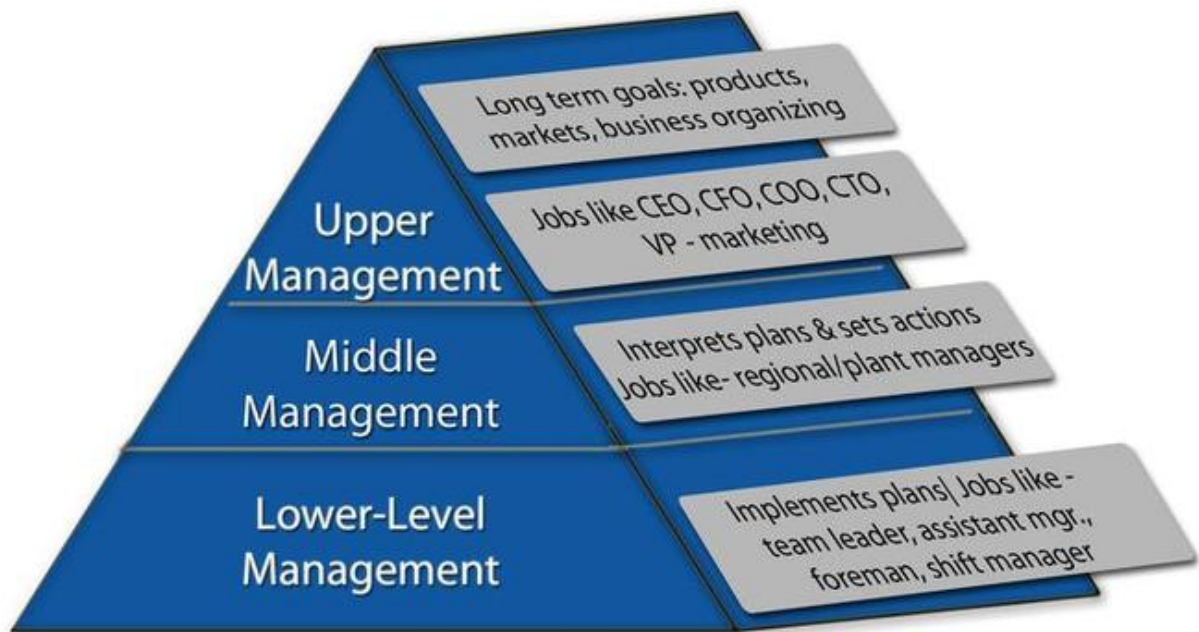 Long term goals: products,
markets, business organizing
Upper
Management
Jobs like CEO, CFO, COO, CTO,
VP - marketing
Middle
Management
Interprets plans & sets actions
Jobs like- regional/plant managers
Lower-Level
Management
Implements plans| Jobs like -
team leader, assistant mgr.,
foreman, shift manager